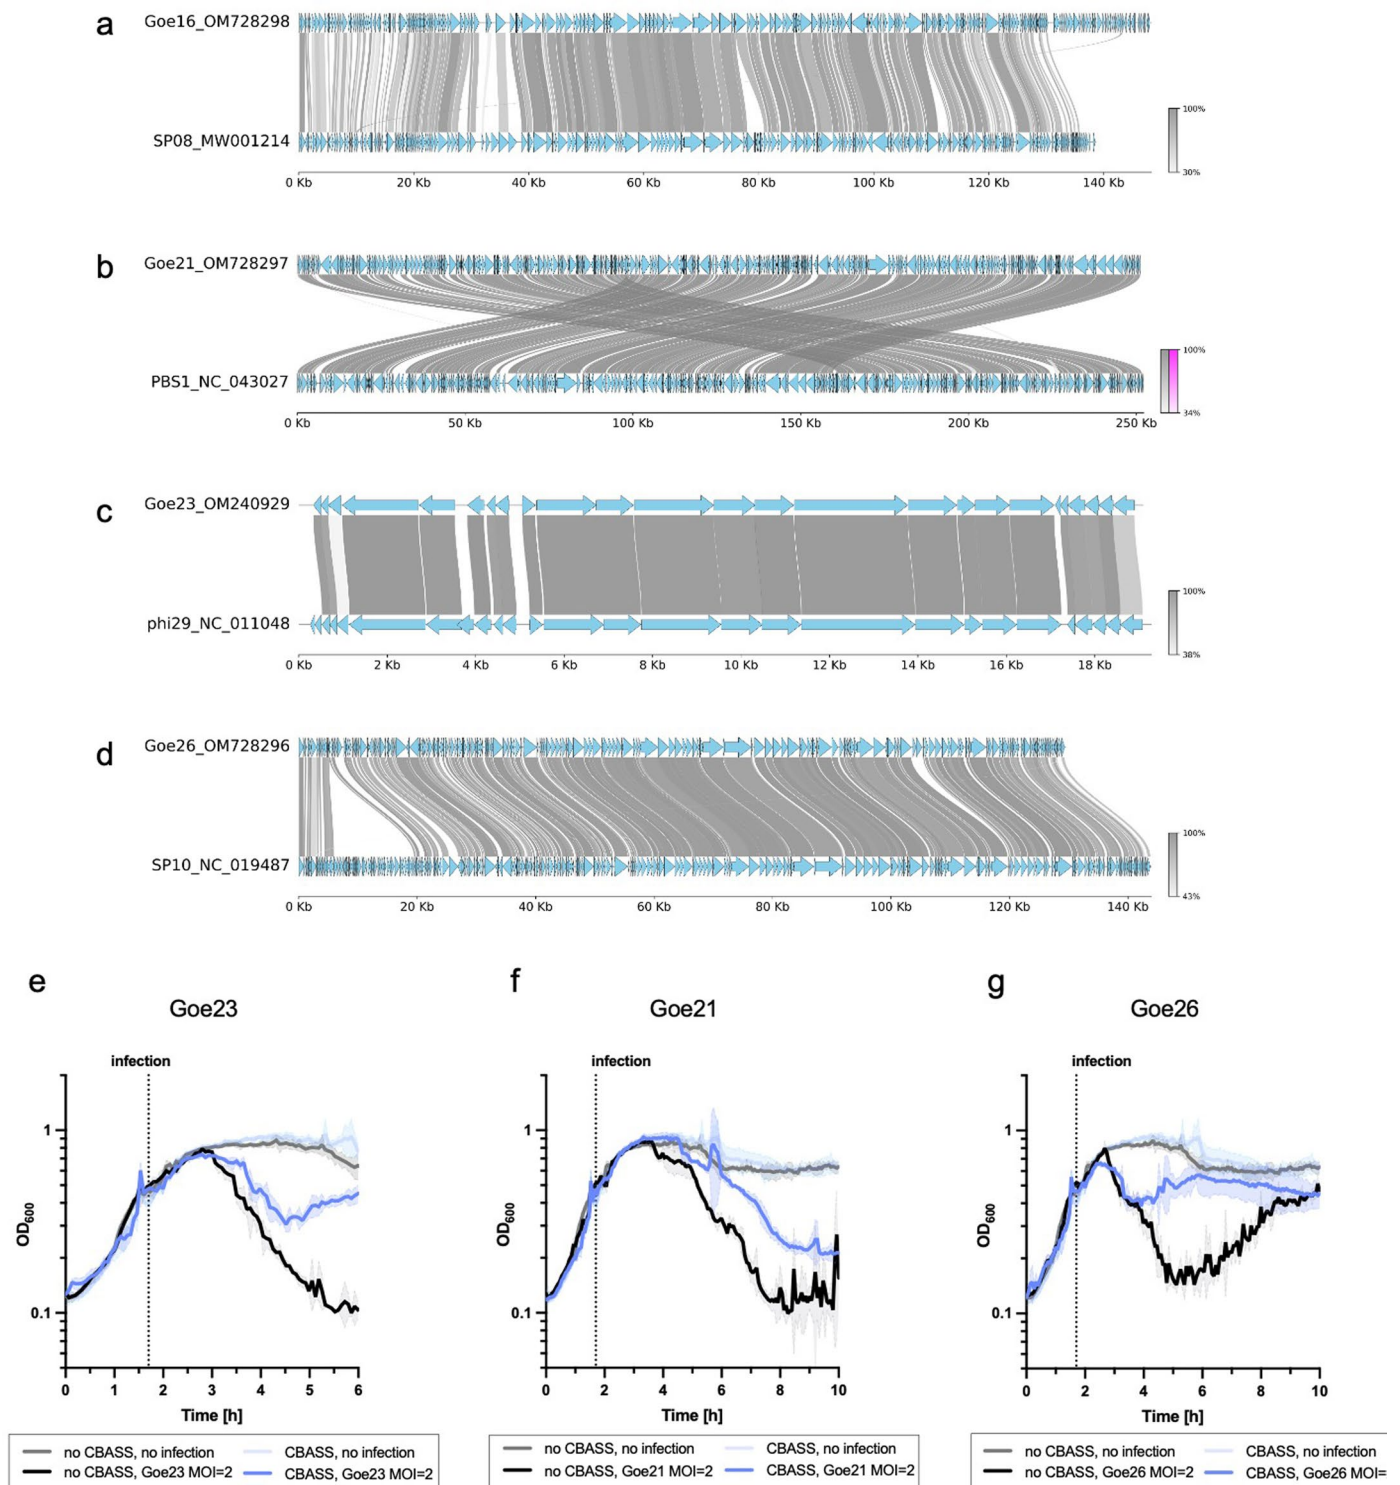 a
Goe16_OM728298
SP08_MW001214
100%
30%
0 Kb 20 Kb 40 Kb 60 Kb 80 Kb 100 Kb 120 Kb 140 Kb
b
Goe21_OM728297
PBS1_NC_043027
100%
34%
0 Kb 50 Kb 100 Kb 150 Kb 200 Kb 250 Kb
c
Goe23_OM240929
phi29_NC_011048
100%
38%
0 Kb 2 Kb 4 Kb 6 Kb 8 Kb 10 Kb 12 Kb 14 Kb 16 Kb 18 Kb
d
Goe26_OM728296
SP10_NC_019487
100%
43%
0 Kb 20 Kb 40 Kb 60 Kb 80 Kb 100 Kb 120 Kb 140 Kb
e
Goe23
infection
OD600
1
0.1
0 1 2 3 4 5 6
Time [h]
no CBASS, no infection CBASS, no infection
no CBASS, Goe23 MOI=2 CBASS, Goe23 MOI=2
f
Goe21
infection
OD600
1
0.1
0 2 4 6 8 10
Time [h]
no CBASS, no infection CBASS, no infection
no CBASS, Goe21 MOI=2 CBASS, Goe21 MOI=2
g
Goe26
infection
OD600
1
0.1
0 2 4 6 8 10
Time [h]
no CBASS, no infection CBASS, no infection
no CBASS, Goe26 MOI=2 CBASS, Goe26 MOI=